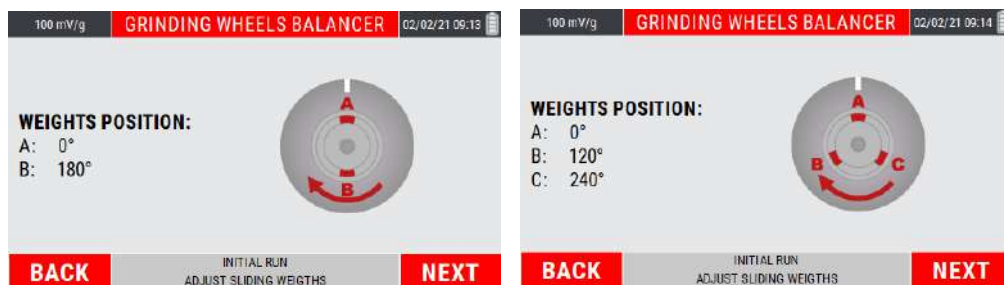 100 mV/g GRINDING WHEELS BALANCER 02/02/21 09:13
WEIGHTS POSITION:
A: 0°
B: 180°
A
B
BACK
INITIAL RUN
ADJUST SLIDING WEIGTHS
NEXT
100 mV/g GRINDING WHEELS BALANCER 02/02/21 09:14
WEIGHTS POSITION:
A: 0°
B: 120°
C: 240°
A
B C
BACK
INITIAL RUN
ADJUST SLIDING WEIGTHS
NEXT